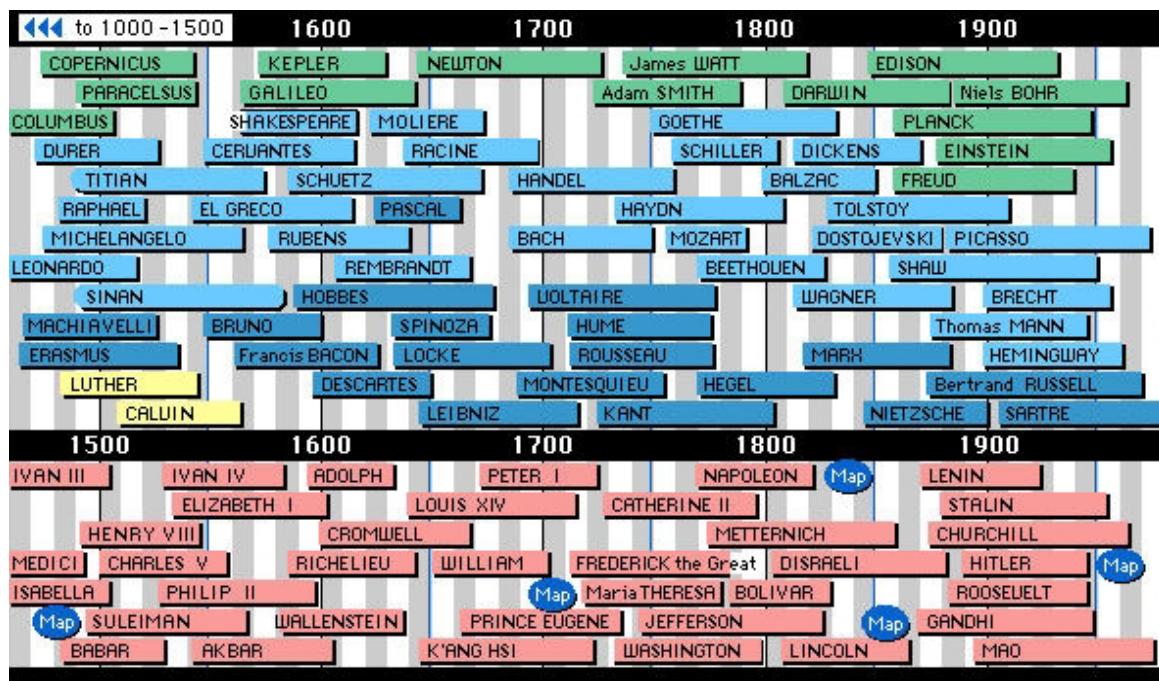 to 1000 -1500 1600 1700 1800 1900
COPERNICUS KEPLER NEWTON James WATT EDISON
PARACELSUS GALILEO Adam SMITH DARWIN Niels BOHR
COLUMBUS SHAKESPEARE MOLIERE GOETHE PLANCK
DURER CERVANTES RACINE SCHILLER DICKENS EINSTEIN
TITIAN SCHUETZ HANDEL BALZAC FREUD
RAPHAEL EL GRECO PASCAL HAYDN TOLSTOY
MICHELANGELO RUBENS BACH MOZART DOSTOJEVSKI PICASSO
LEONARDO REMBRANDT BEETHOVEN SHAW
SINAN HOBBES VOLTAIRE WAGNER BRECHT
MACHIAVELLI BRUNO SPINOZA HUME Thomas MANN
ERASMUS Francis BACON LOCKE ROUSSEAU MARX HEMINGWAY
LUTHER DESCARTES MONTESQUIEU HEGEL Bertrand RUSSELL
CALVIN LEIBNIZ KANT NIETZSCHE SARTRE
1500 1600 1700 1800 1900
IVAN III IVAN IV ADOLPH PETER I NAPOLEON Map LENIN
ELIZABETH I LOUIS XIV CATHERINE II STALIN
HENRY VIII CROMWELL METTERNICH CHURCHILL
MEDICI CHARLES V RICHELIEU WILLIAM FREDERICK the Great DISRAELI HITLER Map
ISABELLA PHILIP II Map Maria THERESA BOLIVAR ROOSEVELT
Map SULEIMAN WALLENSTEIN PRINCE EUGENE JEFFERSON Map GANDHI
BABAR AKBAR K'ANG HSI WASHINGTON LINCOLN MAO